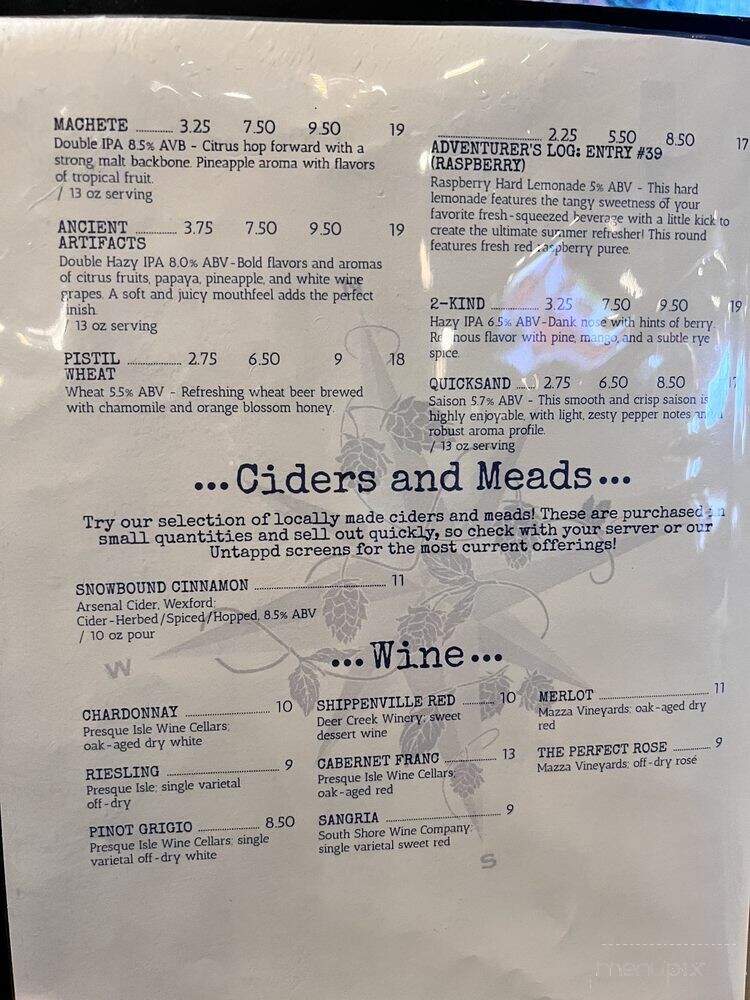 MACHETE ........... 3.25 7.50 9.50 19
Double IPA 8.5% AVB - Citrus hop forward with a
strong malt backbone. Pineapple aroma with flavors
of tropical fruit.
/ 13 oz serving
ANCIENT ............ 3.75 7.50 9.50 19
ARTIFACTS
Double Hazy IPA 8.0% ABV-Bold flavors and aromas
of citrus fruits, papaya, pineapple, and white wine
grapes. A soft and juicy mouthfeel adds the perfect
finish.
/ 13 oz serving
PISTIL ............... 2.75 6.50 9 18
WHEAT
Wheat 5.5% ABV - Refreshing wheat beer brewed
with chamomile and orange blossom honey.
............................. 2.25 5.50 8.50 17
ADVENTURER'S LOG: ENTRY #39
(RASPBERRY)
Raspberry Hard Lemonade 5% ABV - This hard
lemonade features the tangy sweetness of your
favorite fresh-squeezed beverage with a little kick to
create the ultimate summer refresher! This round
features fresh red raspberry puree.
2-KIND .............. 3.25 7.50 9.50 19
Hazy IPA 6.5% ABV-Dank nose with hints of berry.
Resinous flavor with pine, mango, and a subtle rye
spice.
QUICKSAND ...... 2.75 6.50 8.50
Saison 5.7% ABV - This smooth and crisp saison is
highly enjoyable, with light, zesty pepper notes and
robust aroma profile.
/ 13 oz serving
...Ciders and Meads...
Try our selection of locally made ciders and meads! These are purchased in
small quantities and sell out quickly, so check with your server or our
Untappd screens for the most current offerings!
SNOWBOUND CINNAMON ........................................ 11
Arsenal Cider, Wexford;
Cider-Herbed/Spiced/Hopped, 8.5% ABV
/ 10 oz pour
W
...Wine...
CHARDONNAY .......................... 10
Presque Isle Wine Cellars;
oak-aged dry white
RIESLING .................................. 9
Presque Isle; single varietal
off-dry
PINOT GRIGIO .................. 8.50
Presque Isle Wine Cellars; single
varietal off-dry white
SHIPPENVILLE RED ......... 10
Deer Creek Winery; sweet
dessert wine
CABERNET FRANC ............... 13
Presque Isle Wine Cellars;
oak-aged red
SANGRIA ................................... 9
South Shore Wine Company;
single varietal sweet red
MERLOT ................................. 11
Mazza Vineyards; oak-aged dry
red
THE PERFECT ROSE .......... 9
Mazza Vineyards; off-dry rosé
S
menupix